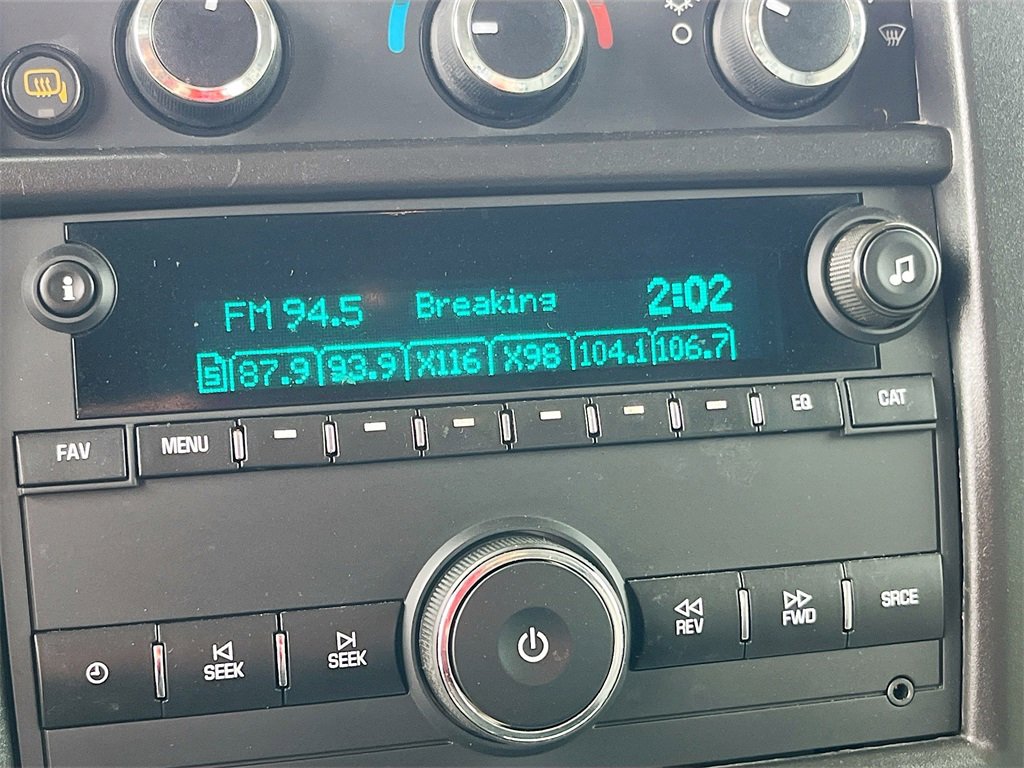 i
FM 94.5 Breaking 2:02
5 87.9 93.9 X116 X98 104.1 106.7
FAV MENU EQ CAT
SEEK SEEK REV FWD SRCE